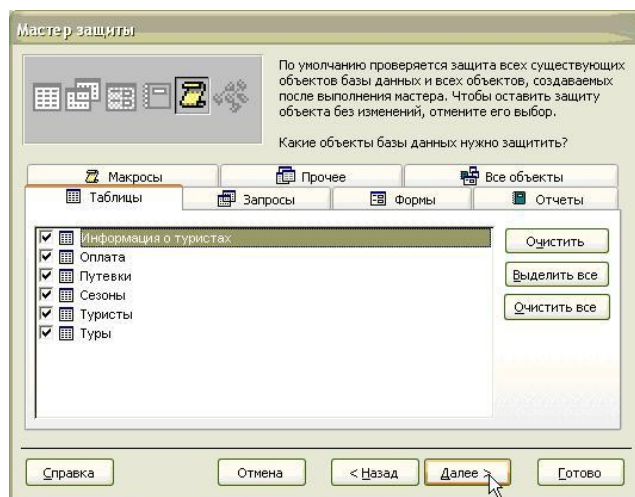 Мастер защиты
По умолчанию проверяется защита всех существующих
объектов базы данных и всех объектов, создаваемых
после выполнения мастера. Чтобы оставить защиту
объекта без изменений, отмените его выбор.
Какие объекты базы данных нужно защитить?
Макросы Прочее Все объекты
Таблицы Запросы Формы Отчеты
Информация о туристах
Оплата
Путевки
Сезоны
Туристы
Туры
Очистить
Выделить все
Очистить все
Справка Отмена < Назад Далее > Готово